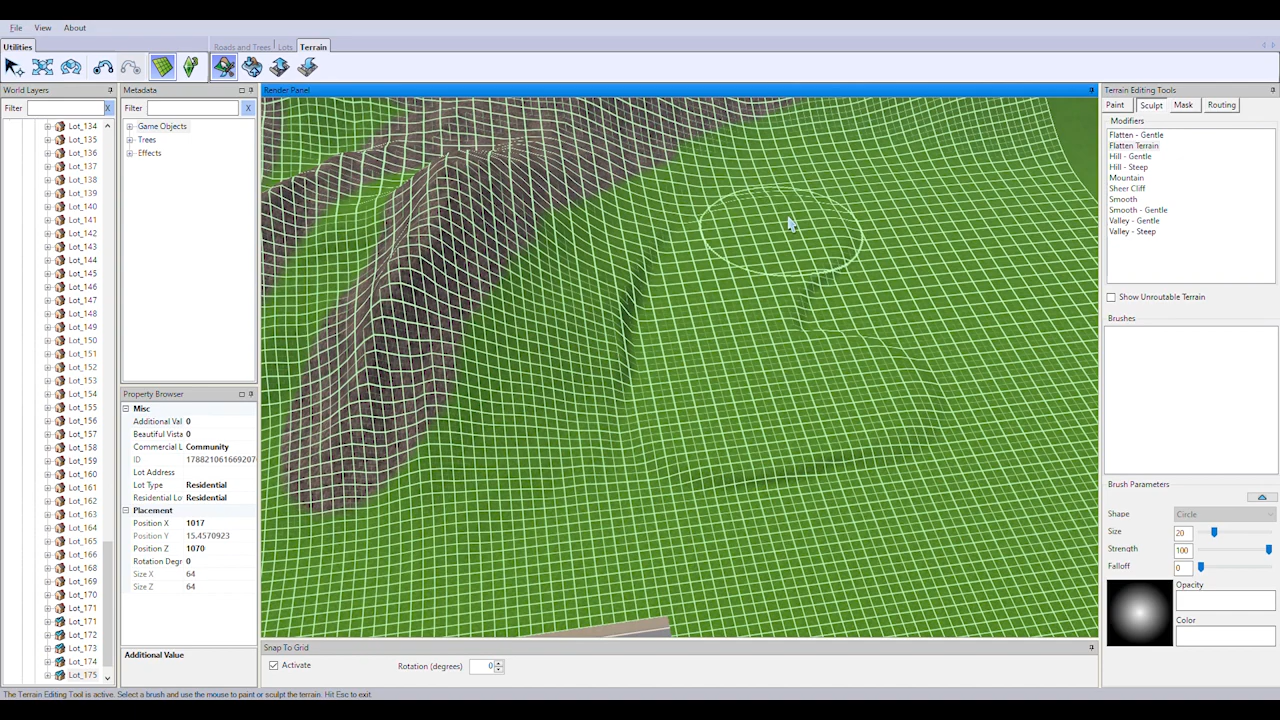 File View About
Utilities
Roads and Trees Lots Terrain
World Layers
Filter X
Lot_134
Lot_135
Lot_136
Lot_137
Lot_138
Lot_139
Lot_140
Lot_141
Lot_142
Lot_143
Lot_144
Lot_145
Lot_146
Lot_147
Lot_148
Lot_149
Lot_150
Lot_151
Lot_152
Lot_153
Lot_154
Lot_155
Lot_156
Lot_157
Lot_158
Lot_159
Lot_160
Lot_161
Lot_162
Lot_163
Lot_164
Lot_165
Lot_166
Lot_168
Lot_169
Lot_170
Lot_171
Lot_171
Lot_172
Lot_173
Lot_174
Lot_175
Metadata
Filter X
Game Objects
Trees
Effects
Property Browser
Misc
Additional Val 0
Beautiful Vista 0
Commercial L Community
ID 178821061669207
Lot Address
Lot Type Residential
Residential Lo Residential
Placement
Position X 1017
Position Y 15.4570923
Position Z 1070
Rotation Degr 0
Size X 64
Size Z 64
Additional Value
Render Panel
Snap To Grid
Activate Rotation (degrees) 0
Terrain Editing Tools
Paint Sculpt Mask Routing
Modifiers
Flatten - Gentle
Flatten Terrain
Hill - Gentle
Hill - Steep
Mountain
Sheer Cliff
Smooth
Smooth - Gentle
Valley - Gentle
Valley - Steep
Show Unroutable Terrain
Brushes
Brush Parameters
Shape Circle
Size 20
Strength 100
Falloff 0
Opacity
Color
The Terrain Editing Tool is active. Select a brush and use the mouse to paint or sculpt the terrain. Hit Esc to exit